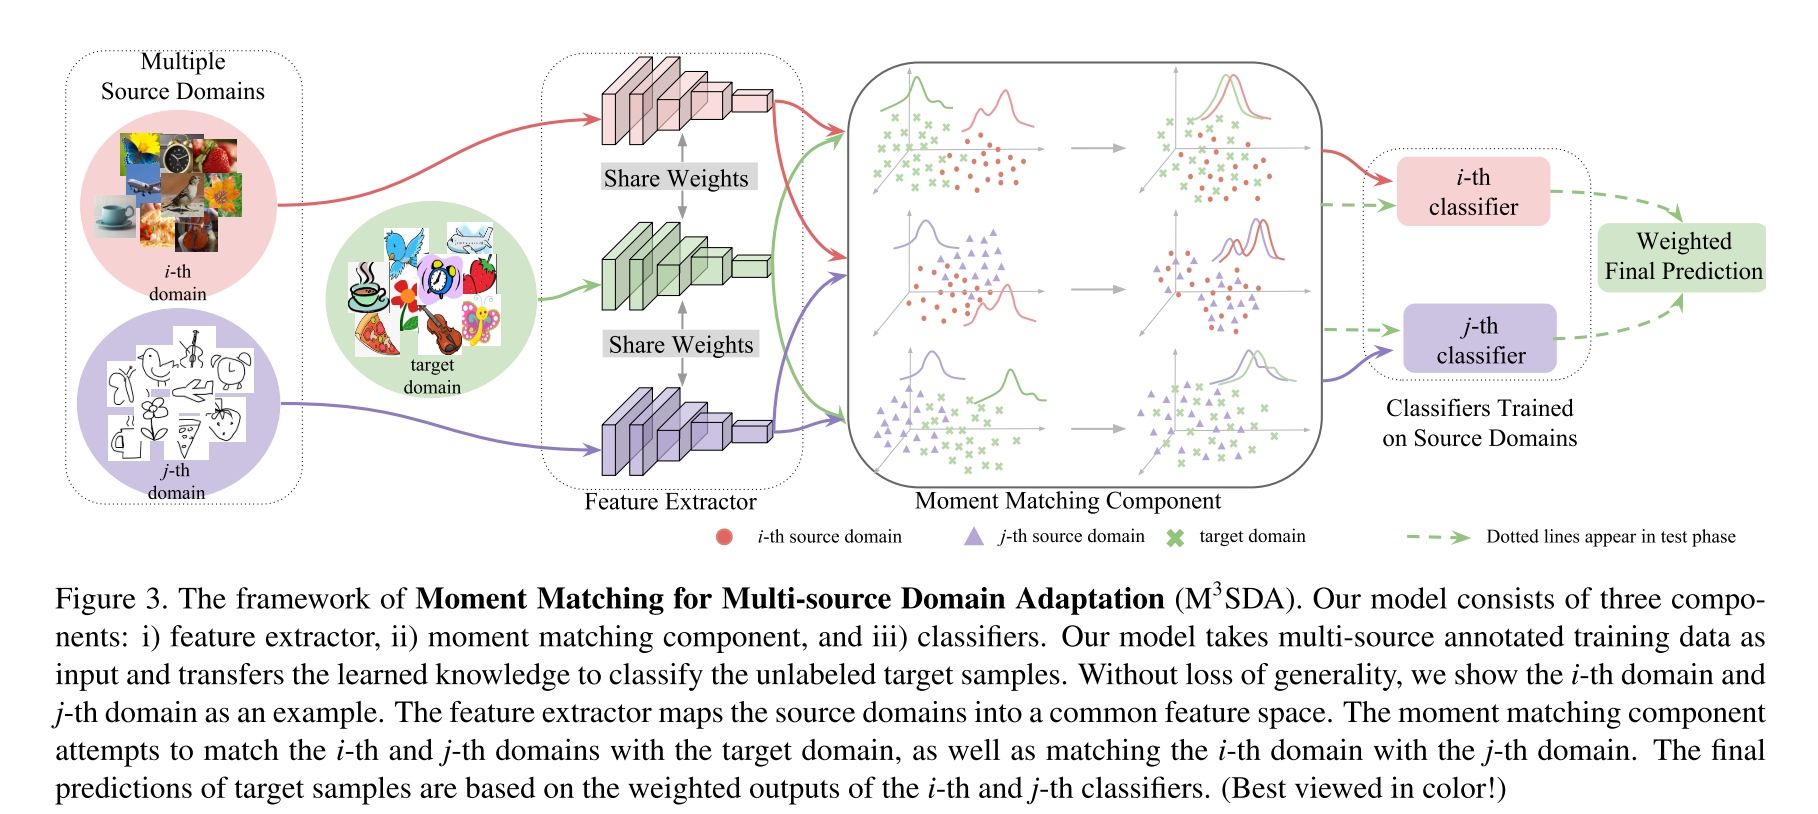 Multiple
Source Domains
i-th
domain
j-th
domain
target
domain
Share Weights
Share Weights
Feature Extractor
Moment Matching Component
i-th
classifier
j-th
classifier
Classifiers Trained
on Source Domains
Weighted
Final Prediction
i-th source domain
j-th source domain
target domain
Dotted lines appear in test phase
Figure 3. The framework of Moment Matching for Multi-source Domain Adaptation (M³SDA). Our model consists of three compo-
nents: i) feature extractor, ii) moment matching component, and iii) classifiers. Our model takes multi-source annotated training data as
input and transfers the learned knowledge to classify the unlabeled target samples. Without loss of generality, we show the i-th domain and
j-th domain as an example. The feature extractor maps the source domains into a common feature space. The moment matching component
attempts to match the i-th and j-th domains with the target domain, as well as matching the i-th domain with the j-th domain. The final
predictions of target samples are based on the weighted outputs of the i-th and j-th classifiers. (Best viewed in color!)